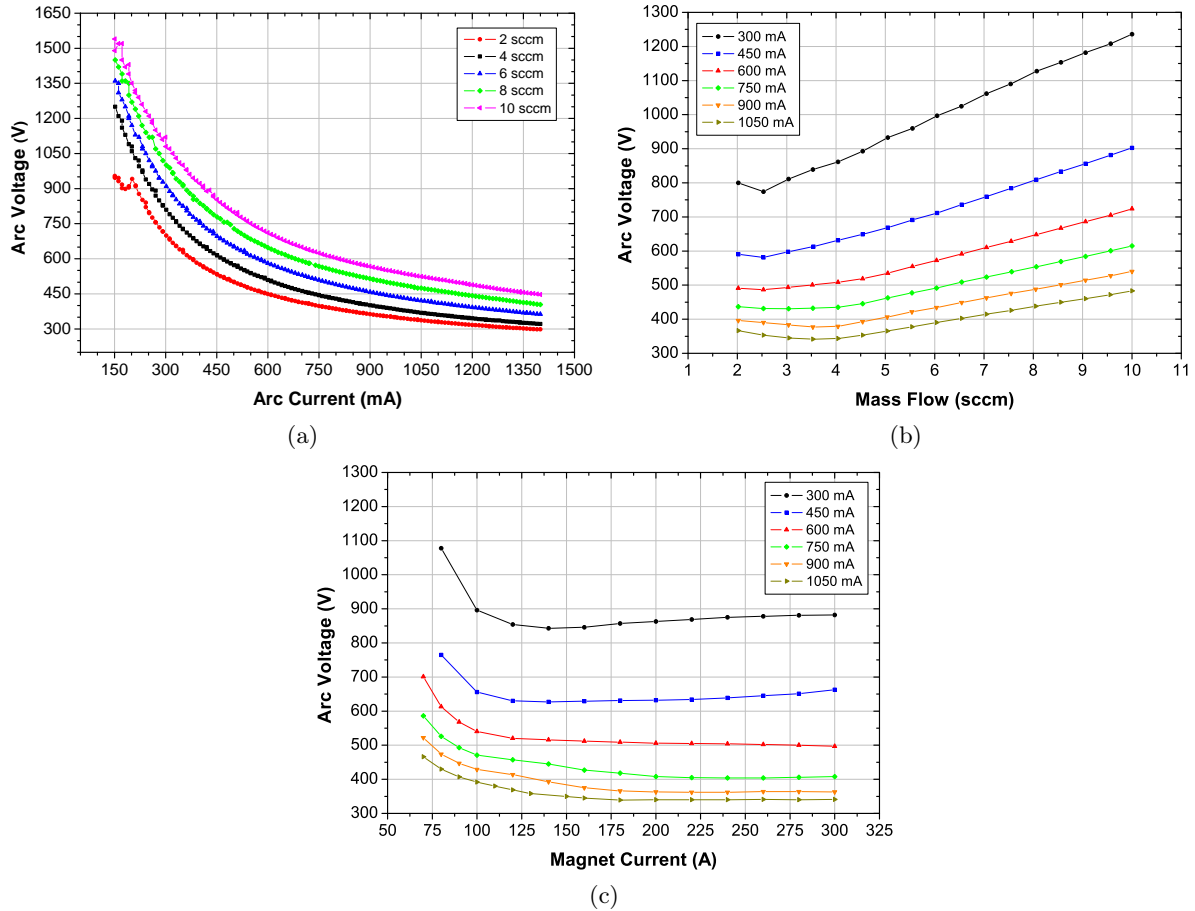 1650
1500
1350
1200
1050
900
750
600
450
300
Arc Voltage (V)
2 sccm
4 sccm
6 sccm
8 sccm
10 sccm
150 300 450 600 750 900 1050 1200 1350 1500
Arc Current (mA)
(a)
1300
1200
1100
1000
900
800
700
600
500
400
300
Arc Voltage (V)
300 mA
450 mA
600 mA
750 mA
900 mA
1050 mA
1 2 3 4 5 6 7 8 9 10 11
Mass Flow (sccm)
(b)
1300
1200
1100
1000
900
800
700
600
500
400
300
Arc Voltage (V)
300 mA
450 mA
600 mA
750 mA
900 mA
1050 mA
50 75 100 125 150 175 200 225 250 275 300 325
Magnet Current (A)
(c)